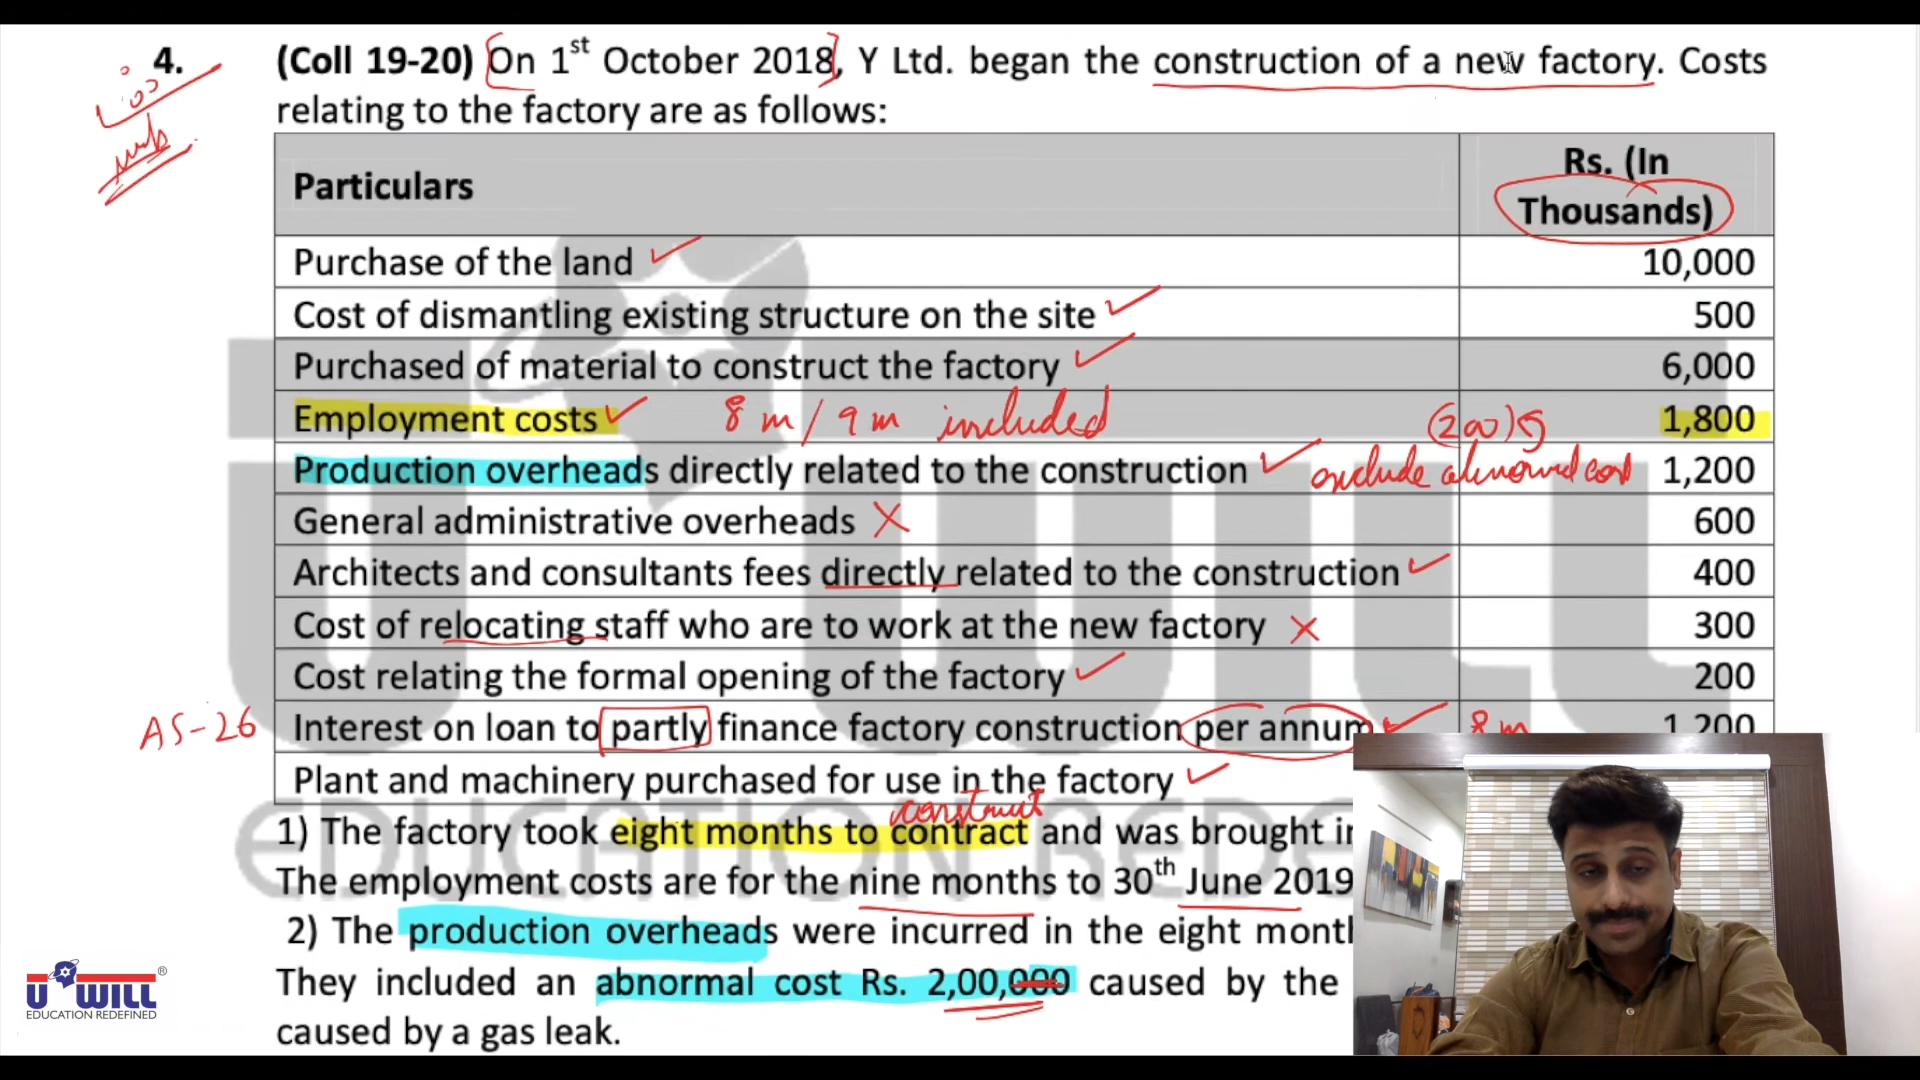 4. (Coll 19-20) On 1st October 2018, Y Ltd. began the construction of a new factory. Costs
relating to the factory are as follows:
Particulars Rs. (In Thousands)
Purchase of the land 10,000
Cost of dismantling existing structure on the site 500
Purchased of material to construct the factory 6,000
Employment costs 8 m / 9 m included 1,800
(200)
Production overheads directly related to the construction exclude abnormal cost 1,200
General administrative overheads 600
Architects and consultants fees directly related to the construction 400
Cost of relocating staff who are to work at the new factory 300
Cost relating the formal opening of the factory 200
AS-26 Interest on loan to partly finance factory construction per annum 8 m 1,200
Plant and machinery purchased for use in the factory
construct
1) The factory took eight months to contract and was brought
The employment costs are for the nine months to 30th June 2019
2) The production overheads were incurred in the eight
They included an abnormal cost Rs. 2,00,000 caused by the
caused by a gas leak.
U WILL
EDUCATION REDEFINED